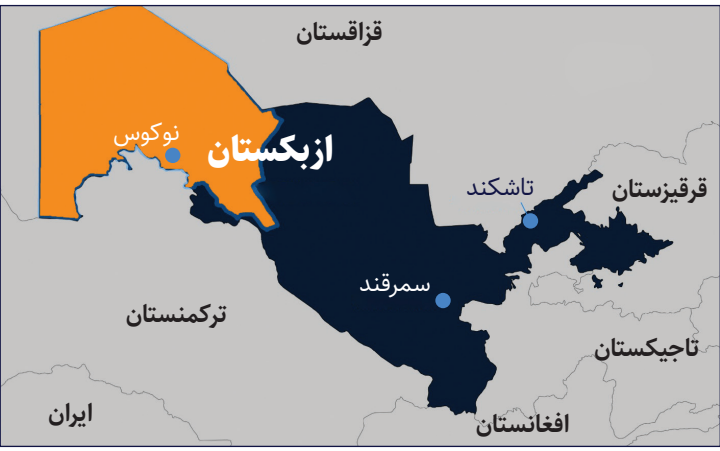 قزاقستان
نوکوس
ازبکستان
تاشکند
قرقیزستان
سمرقند
ترکمنستان
تاجیکستان
ایران
افغانستان